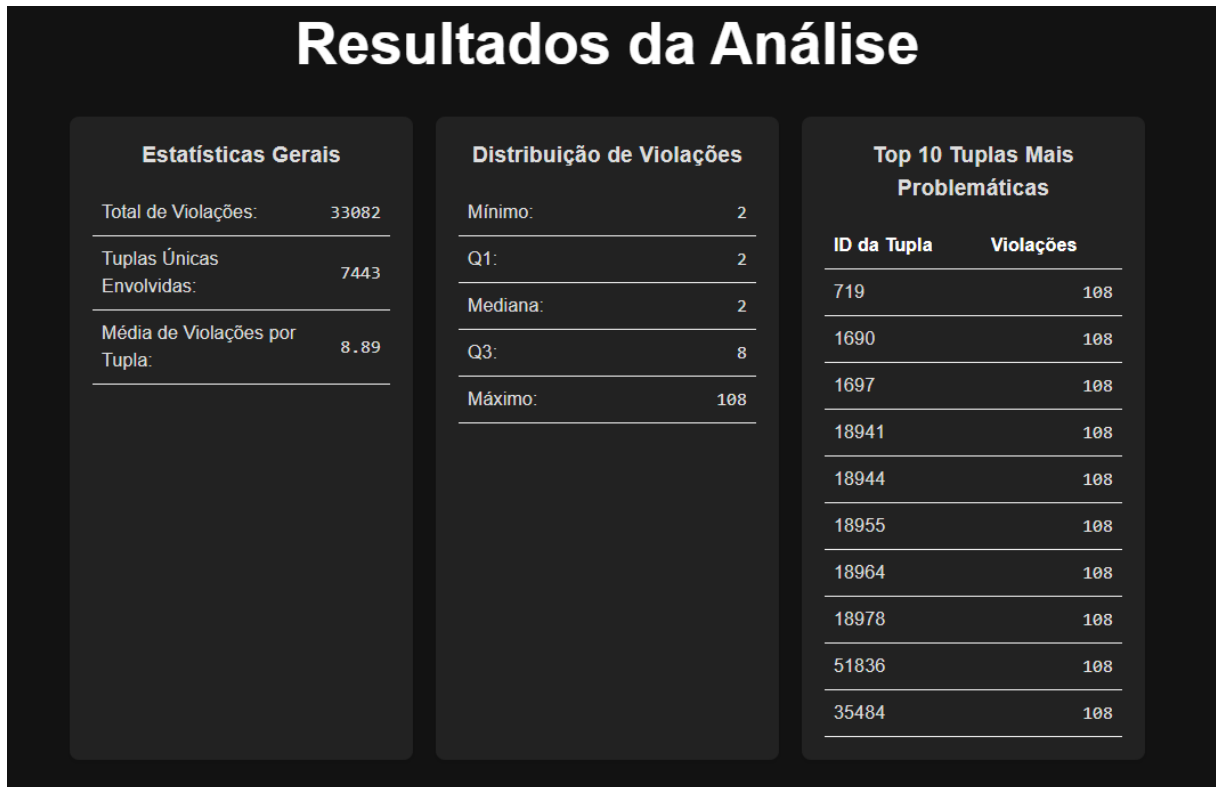 Resultados da Análise
Estatísticas Gerais
Total de Violações: 33082
Tuplas Únicas
Envolvidas: 7443
Média de Violações por
Tupla: 8.89
Distribuição de Violações
Mínimo: 2
Q1: 2
Mediana: 2
Q3: 8
Máximo: 108
Top 10 Tuplas Mais
Problemáticas
ID da Tupla Violações
719 108
1690 108
1697 108
18941 108
18944 108
18955 108
18964 108
18978 108
51836 108
35484 108